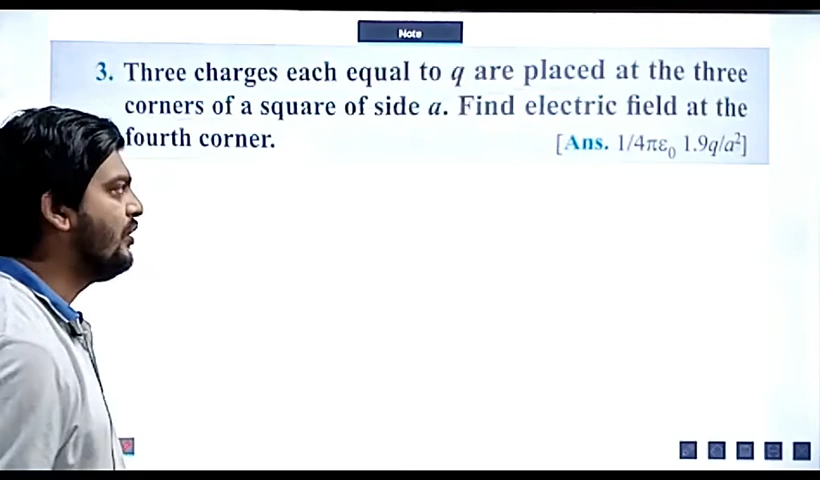 Note
3. Three charges each equal to q are placed at the three
corners of a square of side a. Find electric field at the
fourth corner. [Ans. 1/4πε₀ 1.9q/a²]